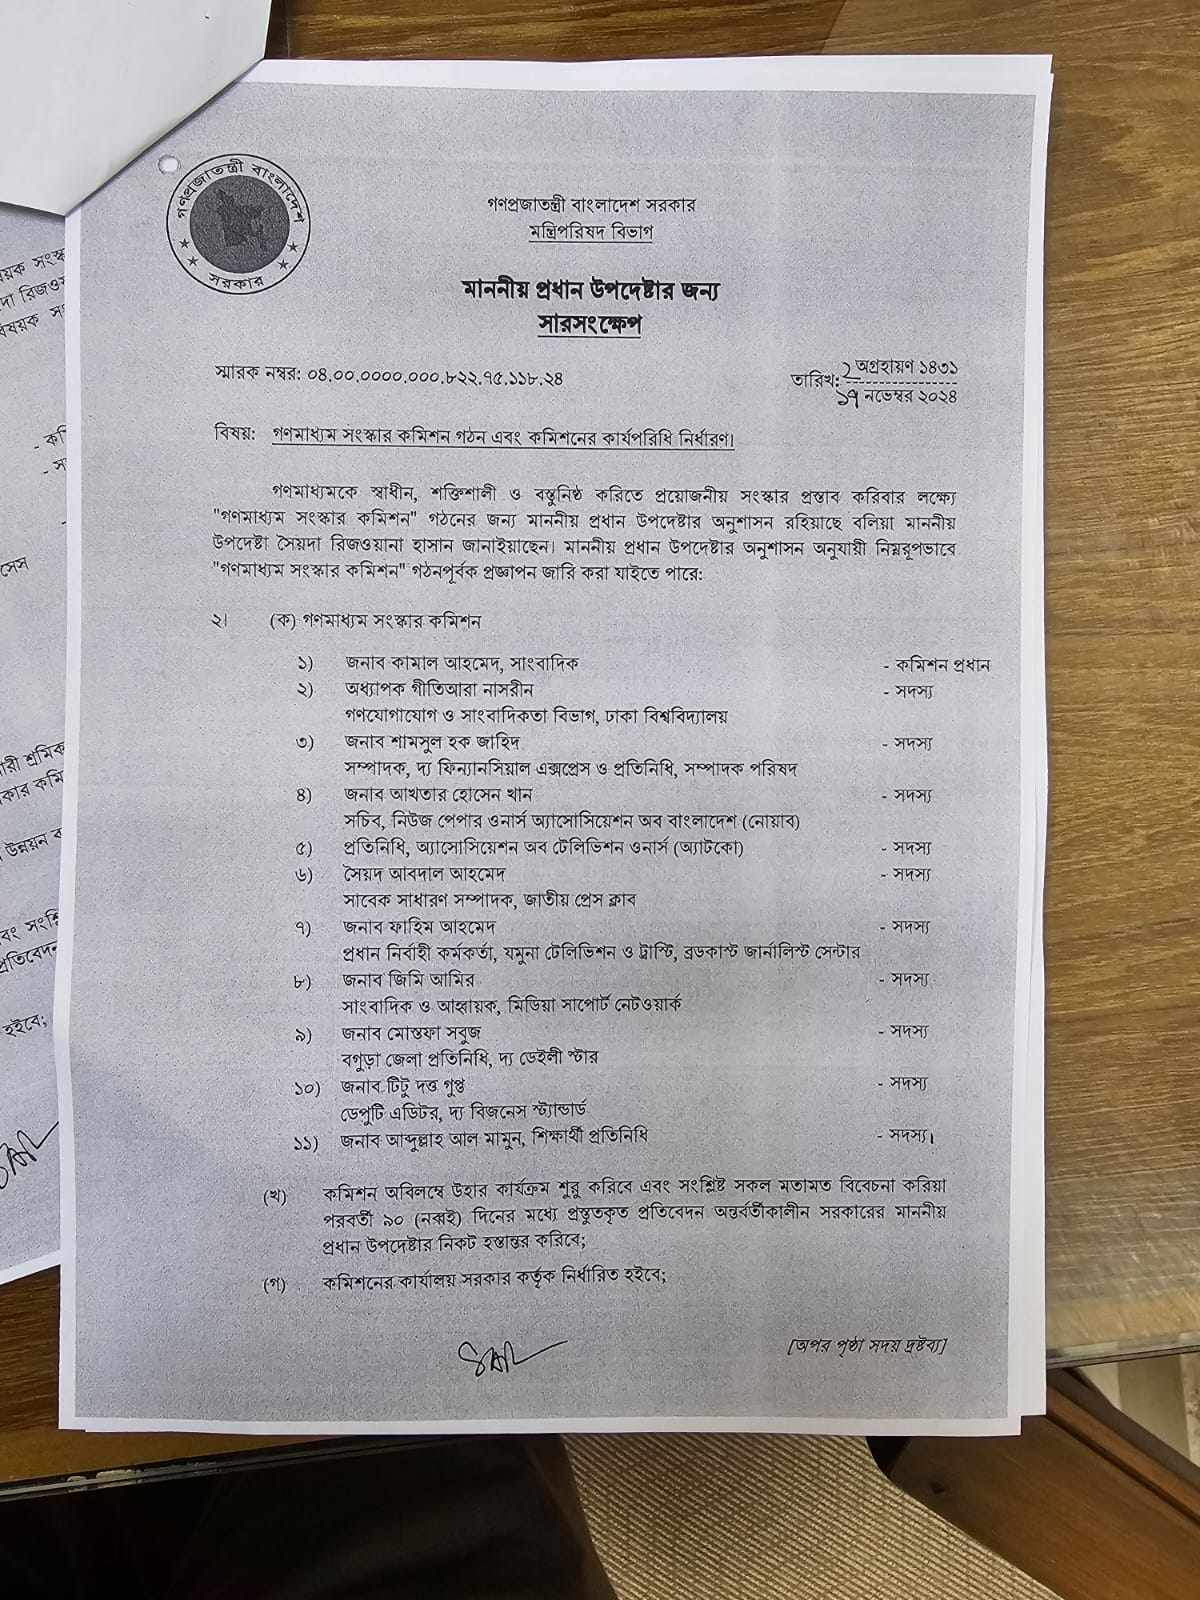 গণপ্রজাতন্ত্রী বাংলাদেশ
সরকার
গণপ্রজাতন্ত্রী বাংলাদেশ সরকার
মন্ত্রিপরিষদ বিভাগ
মাননীয় প্রধান উপদেষ্টার জন্য
সারসংক্ষেপ
স্মারক নম্বর: ০৪.০০.০০০০.০০০.৮২২.৭৫.১১৮.২৪
তারিখ: ২ অগ্রহায়ণ ১৪৩১
১৭ নভেম্বর ২০২৪
বিষয়: গণমাধ্যম সংস্কার কমিশন গঠন এবং কমিশনের কার্যপরিধি নির্ধারণ।
গণমাধ্যমকে স্বাধীন, শক্তিশালী ও বস্তুনিষ্ঠ করিতে প্রয়োজনীয় সংস্কার প্রস্তাব করিবার লক্ষ্যে
"গণমাধ্যম সংস্কার কমিশন" গঠনের জন্য মাননীয় প্রধান উপদেষ্টার অনুশাসন রহিয়াছে বলিয়া মাননীয়
উপদেষ্টা সৈয়দা রিজওয়ানা হাসান জানাইয়াছেন। মাননীয় প্রধান উপদেষ্টার অনুশাসন অনুযায়ী নিম্নরূপভাবে
"গণমাধ্যম সংস্কার কমিশন" গঠনপূর্বক প্রজ্ঞাপন জারি করা যাইতে পারে:
২। (ক) গণমাধ্যম সংস্কার কমিশন
১) জনাব কামাল আহমেদ, সাংবাদিক - কমিশন প্রধান
২) অধ্যাপক গীতিআরা নাসরীন - সদস্য
গণযোগাযোগ ও সাংবাদিকতা বিভাগ, ঢাকা বিশ্ববিদ্যালয়
৩) জনাব শামসুল হক জাহিদ - সদস্য
সম্পাদক, দ্য ফিন্যানসিয়াল এক্সপ্রেস ও প্রতিনিধি, সম্পাদক পরিষদ
৪) জনাব আখতার হোসেন খান - সদস্য
সচিব, নিউজ পেপার ওনার্স অ্যাসোসিয়েশন অব বাংলাদেশ (নোয়াব)
৫) প্রতিনিধি, অ্যাসোসিয়েশন অব টেলিভিশন ওনার্স (অ্যাটকো) - সদস্য
৬) সৈয়দ আবদাল আহমেদ - সদস্য
সাবেক সাধারণ সম্পাদক, জাতীয় প্রেস ক্লাব
৭) জনাব ফাহিম আহমেদ - সদস্য
প্রধান নির্বাহী কর্মকর্তা, যমুনা টেলিভিশন ও ট্রাস্টি, ব্রডকাস্ট জার্নালিস্ট সেন্টার
৮) জনাব জিমি আমির - সদস্য
সাংবাদিক ও আহ্বায়ক, মিডিয়া সাপোর্ট নেটওয়ার্ক
৯) জনাব মোস্তফা সবুজ - সদস্য
বগুড়া জেলা প্রতিনিধি, দ্য ডেইলী স্টার
১০) জনাব টিটু দত্ত গুপ্ত - সদস্য
ডেপুটি এডিটর, দ্য বিজনেস স্ট্যান্ডার্ড
১১) জনাব আব্দুল্লাহ আল মামুন, শিক্ষার্থী প্রতিনিধি - সদস্য।
(খ) কমিশন অবিলম্বে উহার কার্যক্রম শুরু করিবে এবং সংশ্লিষ্ট সকল মতামত বিবেচনা করিয়া
পরবর্তী ৯০ (নব্বই) দিনের মধ্যে প্রস্তুতকৃত প্রতিবেদন অন্তর্বর্তীকালীন সরকারের মাননীয়
প্রধান উপদেষ্টার নিকট হস্তান্তর করিবে;
(গ) কমিশনের কার্যালয় সরকার কর্তৃক নির্ধারিত হইবে;
[অপর পৃষ্ঠা সদয় দ্রষ্টব্য]